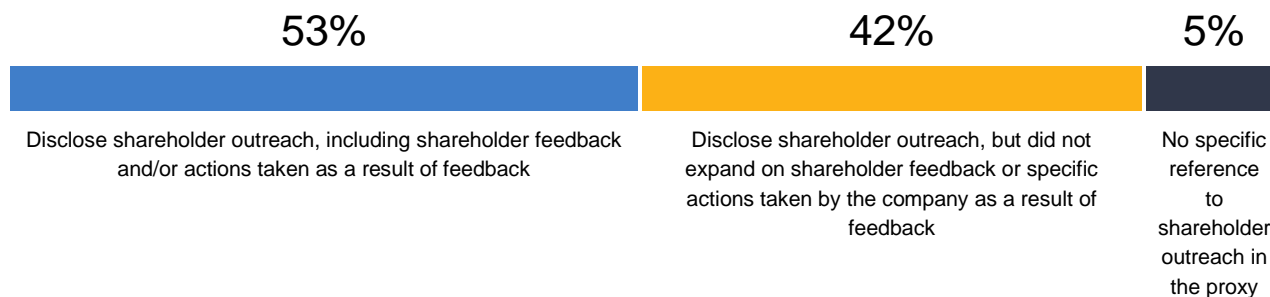 53%
42%
5%
Disclose shareholder outreach, including shareholder feedback
and/or actions taken as a result of feedback
Disclose shareholder outreach, but did not
expand on shareholder feedback or specific
actions taken by the company as a result of
feedback
No specific
reference
to
shareholder
outreach in
the proxy